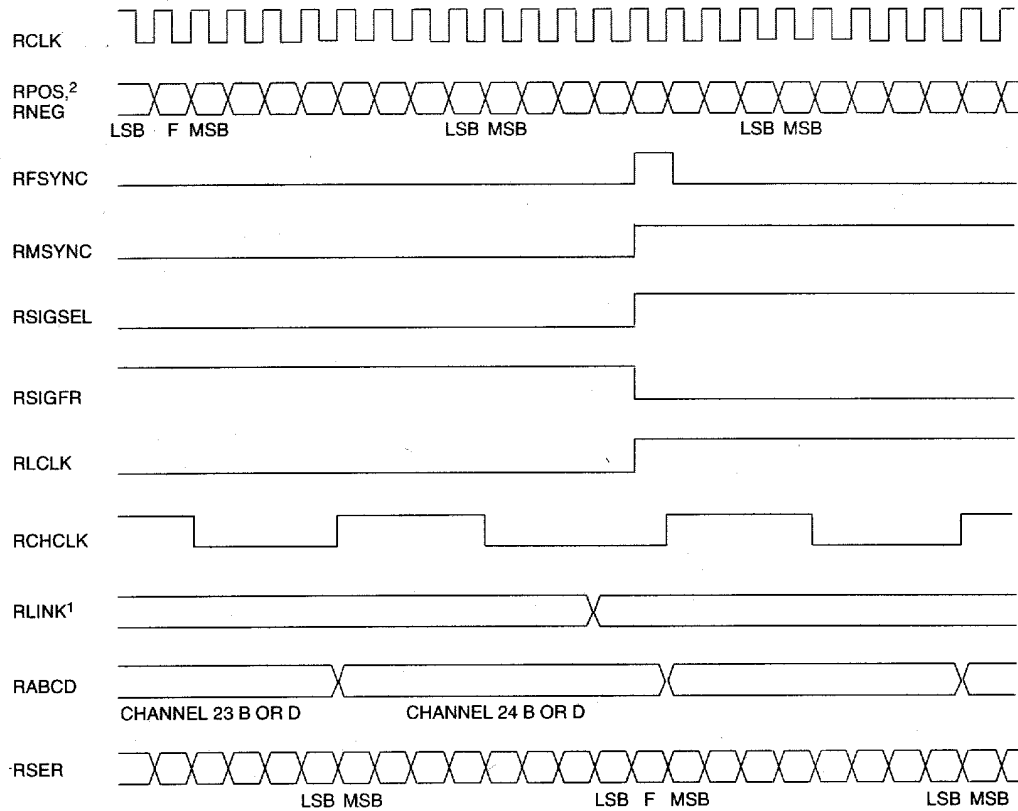 RCLK
RPOS,²
RNEG
LSB F MSB LSB MSB LSB MSB
RFSYNC
RMSYNC
RSIGSEL
RSIGFR
RLCLK
RCHCLK
RLINK¹
RABCD
CHANNEL 23 B OR D CHANNEL 24 B OR D
RSER
LSB MSB LSB F MSB LSB MSB